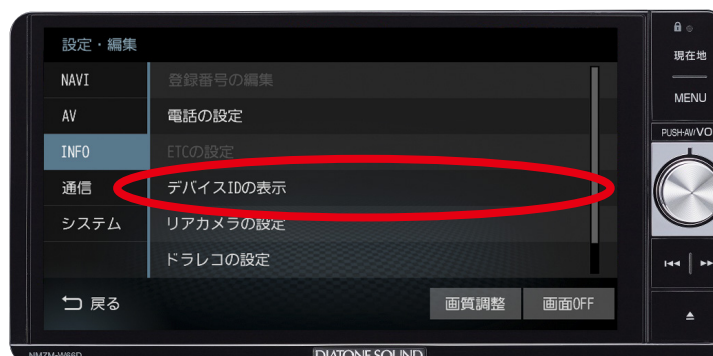 設定・編集
NAVI
AV
INFO
通信
システム
登録番号の編集
電話の設定
ETCの設定
デバイスIDの表示
リアカメラの設定
ドラレコの設定
戻る
画質調整
画面OFF
現在地
MENU
PUSH-AV/VO
NMZM-W66D
DIATONE SOUND